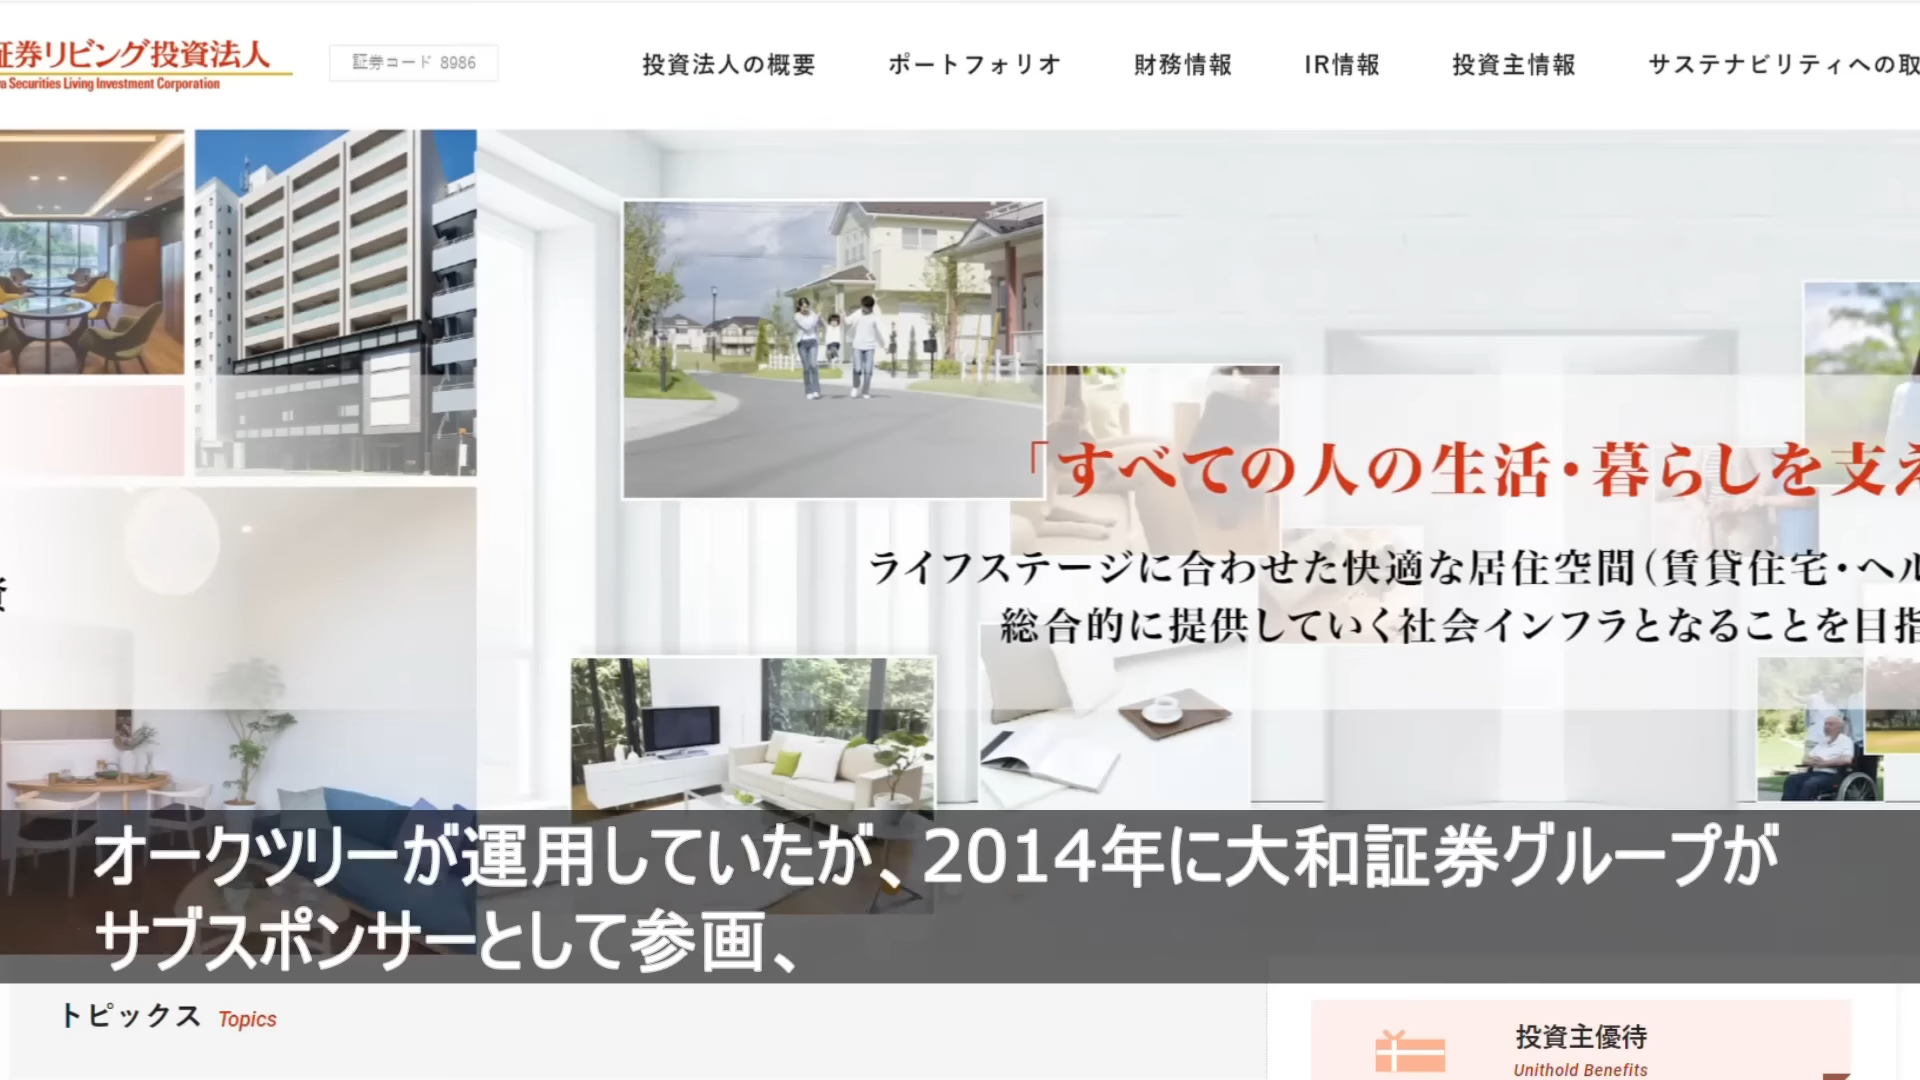 証券リビング投資法人
a Securities Living Investment Corporation
証券コード 8986
投資法人の概要
ポートフォリオ
財務情報
IR情報
投資主情報
サステナビリティへの取
「すべての人の生活・暮らしを支え
ライフステージに合わせた快適な居住空間(賃貸住宅・ヘル
総合的に提供していく社会インフラとなることを目指
オークツリーが運用していたが、2014年に大和証券グループが
サブスポンサーとして参画、
トピックス Topics
投資主優待
Unithold Benefits